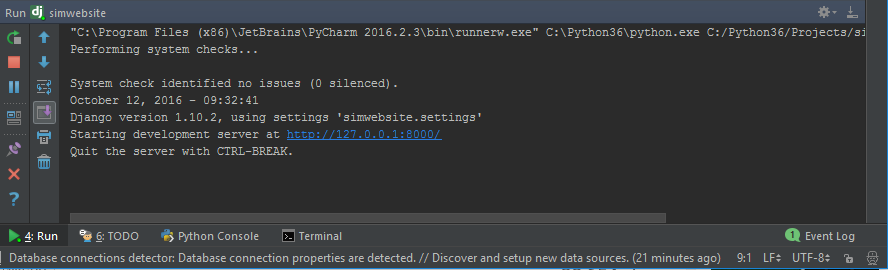 Run dj simwebsite
"C:\Program Files (x86)\JetBrains\PyCharm 2016.2.3\bin\runnerw.exe" C:\Python36\python.exe C:/Python36/Projects/si
Performing system checks...
System check identified no issues (0 silenced).
October 12, 2016 - 09:32:41
Django version 1.10.2, using settings 'simwebsite.settings'
Starting development server at http://127.0.0.1:8000/
Quit the server with CTRL-BREAK.
4: Run 6: TODO Python Console Terminal 1 Event Log
Database connections detector: Database connection properties are detected. // Discover and setup new data sources. (21 minutes ago) 9:1 LF UTF-8